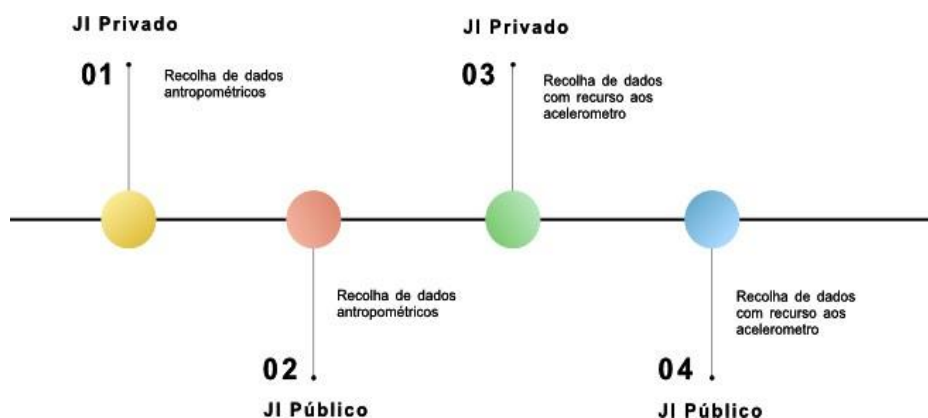 JI Privado
01
Recolha de dados
antropométricos
Recolha de dados
antropométricos
02
JI Público
JI Privado
03
Recolha de dados
com recurso aos
acelerometro
Recolha de dados
com recurso aos
acelerometro
04
JI Público